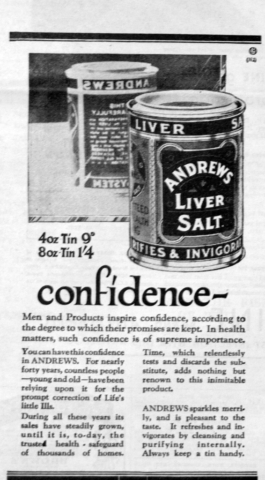 ANDREWS
THIS
CAREFULLY
SYSTEM
LIVER SA
ANDREWS
LIVER
SALT.
RIFIES & INVIGORAT
4oz Tin 9ᴰ
8oz Tin 1'4
confidence-
Men and Products inspire confidence, according to
the degree to which their promises are kept. In health
matters, such confidence is of supreme importance.
You can have this confidence
in ANDREWS. For nearly
forty years, countless people
—young and old—have been
relying upon it for the
prompt correction of Life's
little Ills.
During all these years its
sales have steadily grown,
until it is, to-day, the
trusted health-safeguard
of thousands of homes.
Time, which relentlessly
tests and discards the sub-
stitute, adds nothing but
renown to this inimitable
product.
ANDREWS sparkles merri-
ly, and is pleasant to the
taste. It refreshes and in-
vigorates by cleansing and
purifying internally.
Always keep a tin handy.